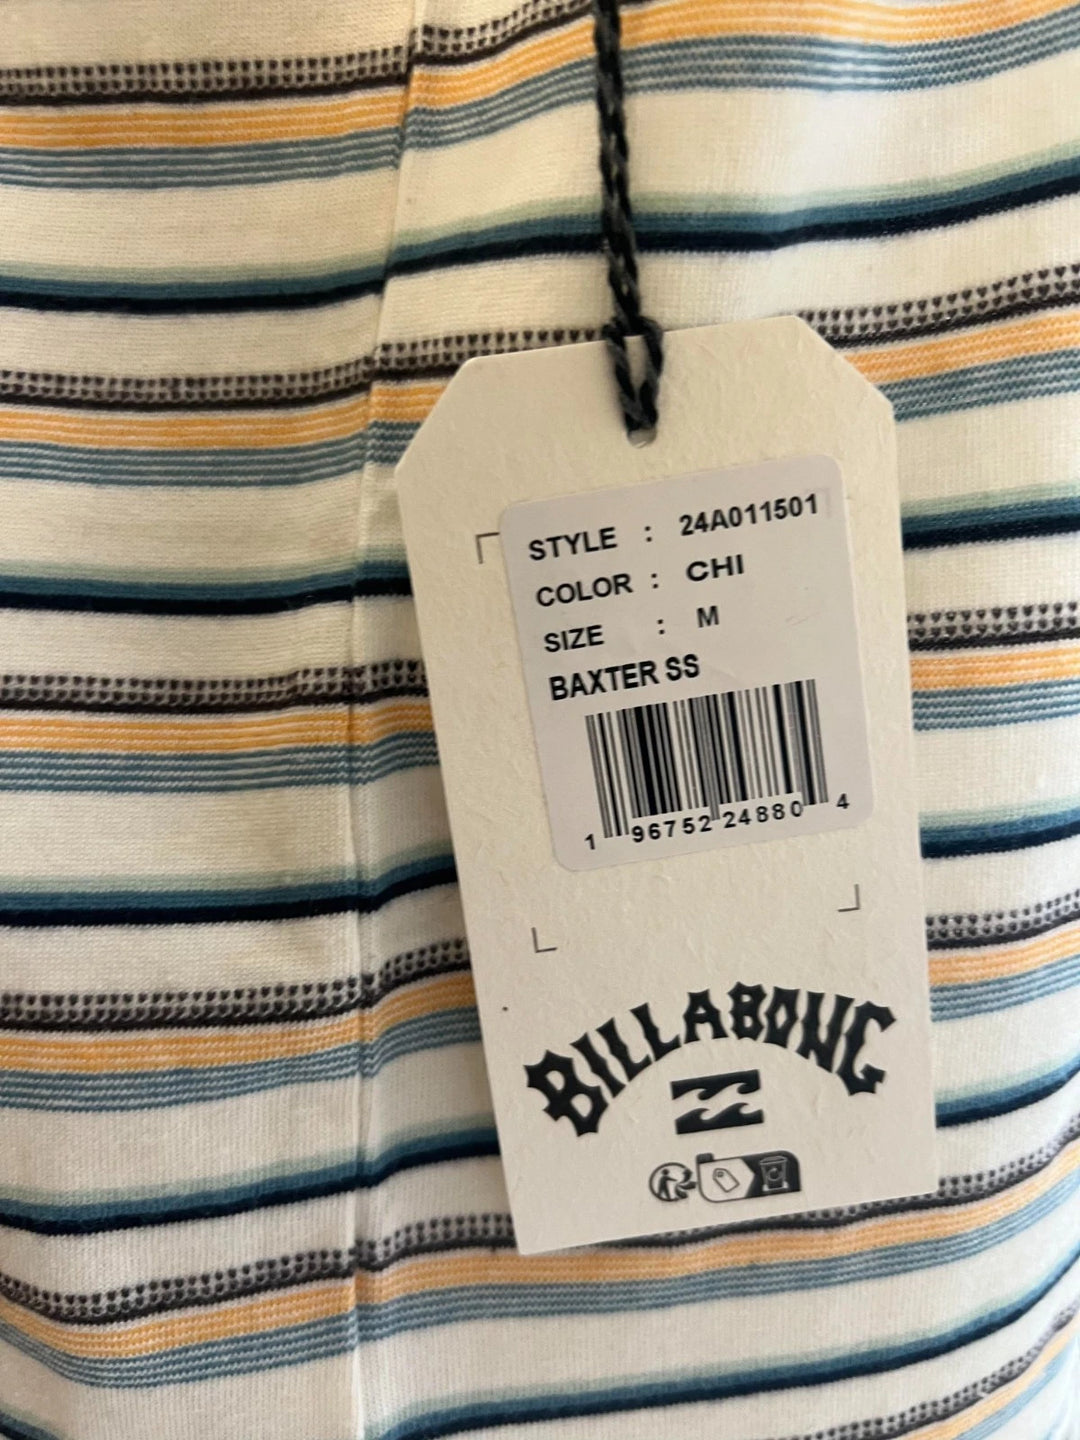 STYLE : 24A011501
COLOR : CHI
SIZE : M
BAXTER SS
1 96752 24880 4
BILLABONG